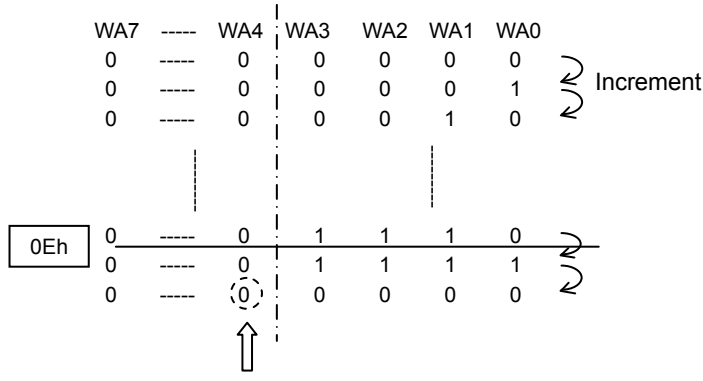 WA7 ----- WA4 WA3 WA2 WA1 WA0
0 ----- 0 0 0 0 0
0 ----- 0 0 0 0 1 Increment
0 ----- 0 0 0 1 0
0Eh 0 ----- 0 1 1 1 0
0 ----- 0 1 1 1 1
0 ----- 0 0 0 0 0